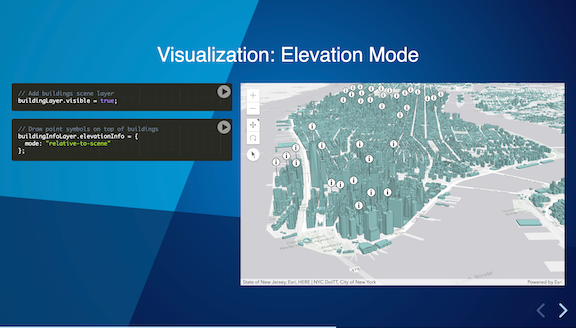 Visualization: Elevation Mode
// Add buildings scene layer
buildingLayer.visible = true;
// Draw point symbols on top of buildings
buildingInfoLayer.elevationInfo = {
mode: "relative-to-scene"
};
State of New Jersey, Esri, HERE | NYC DoITT, City of New York
Powered by Esri